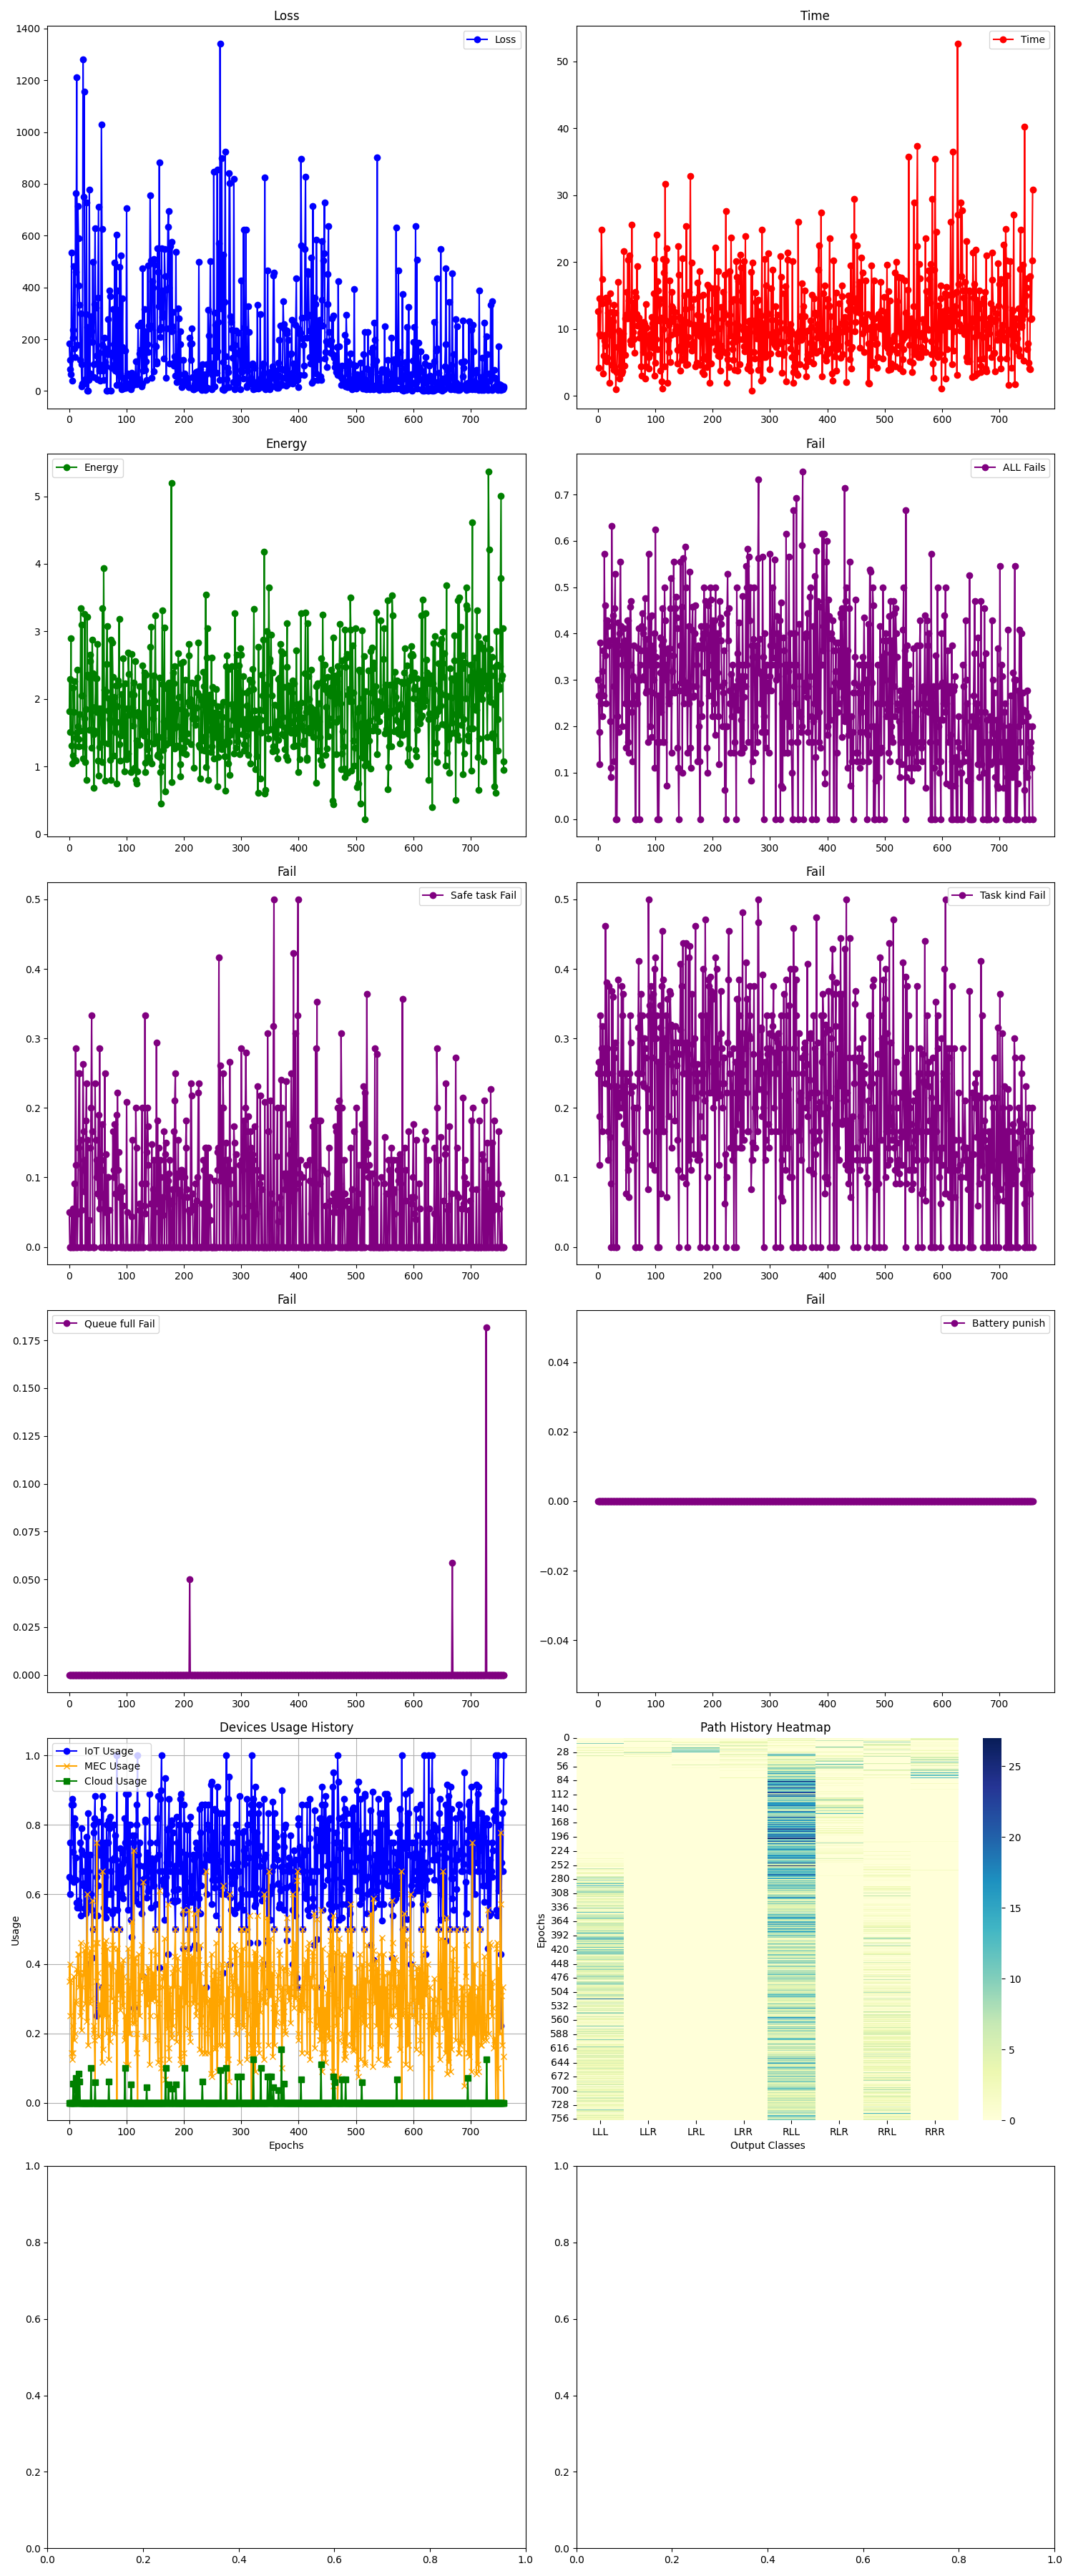 Loss
Loss
1400
1200
1000
800
600
400
200
0
0 100 200 300 400 500 600 700
Time
Time
50
40
30
20
10
0
0 100 200 300 400 500 600 700
Energy
Energy
5
4
3
2
1
0
0 100 200 300 400 500 600 700
Fail
ALL Fails
0.7
0.6
0.5
0.4
0.3
0.2
0.1
0.0
0 100 200 300 400 500 600 700
Fail
Safe task Fail
0.5
0.4
0.3
0.2
0.1
0.0
0 100 200 300 400 500 600 700
Fail
Task kind Fail
0.5
0.4
0.3
0.2
0.1
0.0
0 100 200 300 400 500 600 700
Fail
Queue full Fail
0.175
0.150
0.125
0.100
0.075
0.050
0.025
0.000
0 100 200 300 400 500 600 700
Fail
Battery punish
0.04
0.02
0.00
−0.02
−0.04
0 100 200 300 400 500 600 700
Devices Usage History
IoT Usage
MEC Usage
Cloud Usage
Usage
1.0
0.8
0.6
0.4
0.2
0.0
0 100 200 300 400 500 600 700
Epochs
Path History Heatmap
Epochs
0
28
56
84
112
140
168
196
224
252
280
308
336
364
392
420
448
476
504
532
560
588
616
644
672
700
728
756
LLL LLR LRL LRR RLL RLR RRL RRR
Output Classes
25
20
15
10
5
0
1.0
0.8
0.6
0.4
0.2
0.0
0.0 0.2 0.4 0.6 0.8 1.0
1.0
0.8
0.6
0.4
0.2
0.0
0.0 0.2 0.4 0.6 0.8 1.0